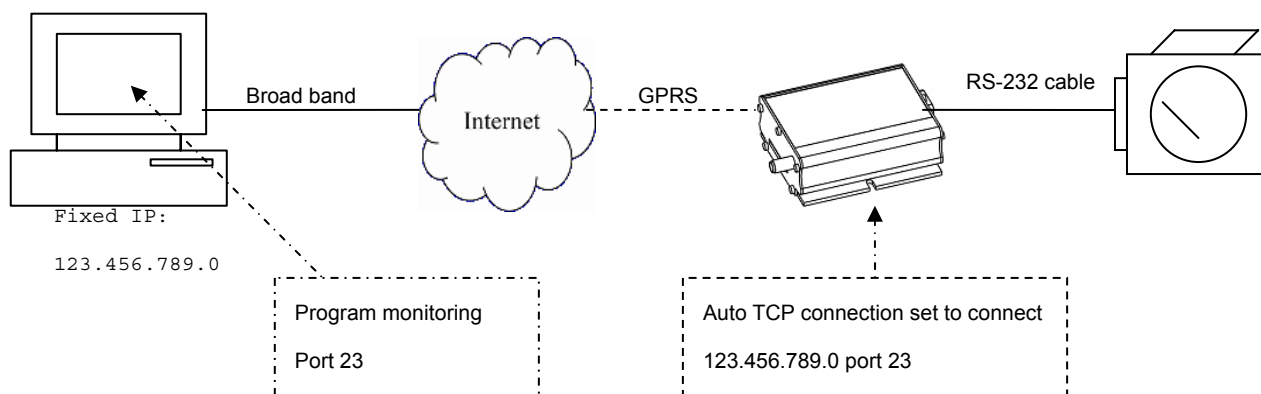 Broad band
Internet
GPRS
RS-232 cable
Fixed IP:
123.456.789.0
Program monitoring
Port 23
Auto TCP connection set to connect
123.456.789.0 port 23